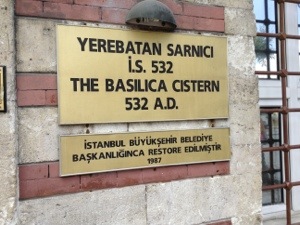 YEREBATAN SARNICI
İ.S. 532
THE BASILICA CISTERN
532 A.D.
İSTANBUL BÜYÜKŞEHİR BELEDİYE
BAŞKANLIĞINCA RESTORE EDİLMİŞTİR
1987